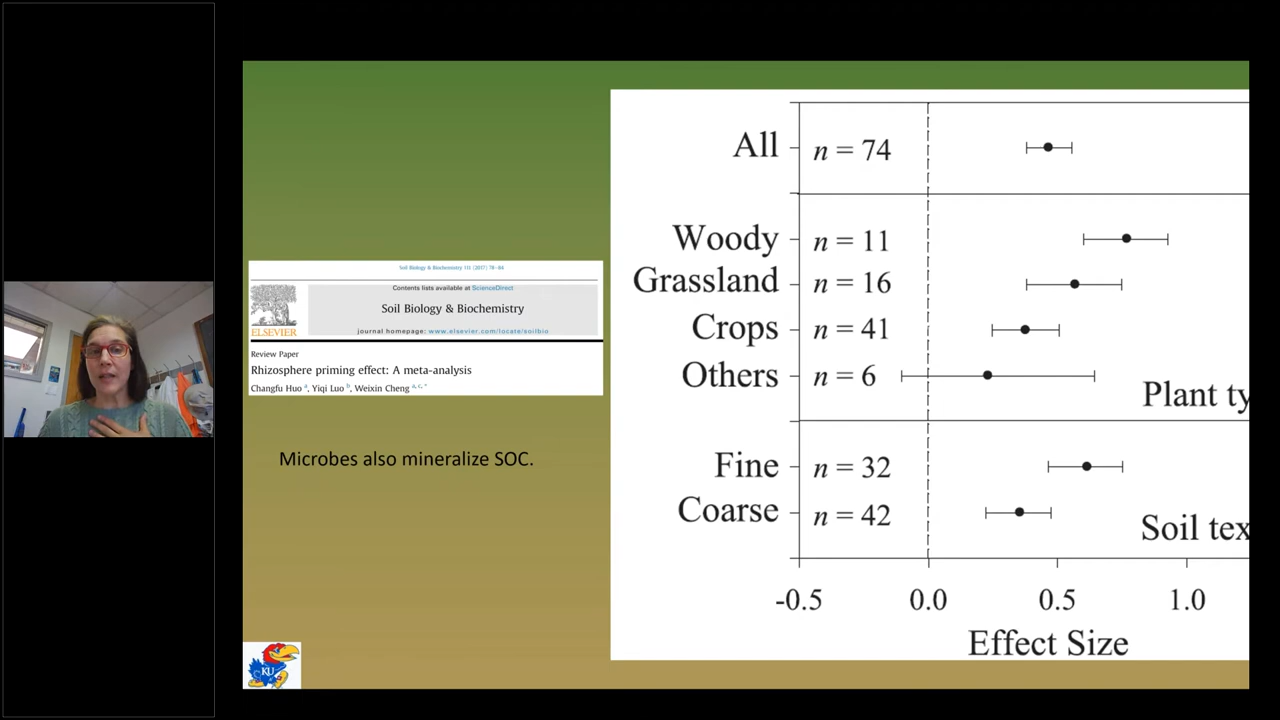 Soil Biology & Biochemistry 111 (2017) 78–84
Contents lists available at ScienceDirect
Soil Biology & Biochemistry
ELSEVIER
journal homepage: www.elsevier.com/locate/soilbio
Review Paper
Rhizosphere priming effect: A meta-analysis
Changfu Huo a, Yiqi Luo b, Weixin Cheng a, c, *
Microbes also mineralize SOC.
KU
All n = 74
Woody n = 11
Grassland n = 16
Crops n = 41
Others n = 6
Plant ty
Fine n = 32
Coarse n = 42
Soil tex
-0.5 0.0 0.5 1.0
Effect Size